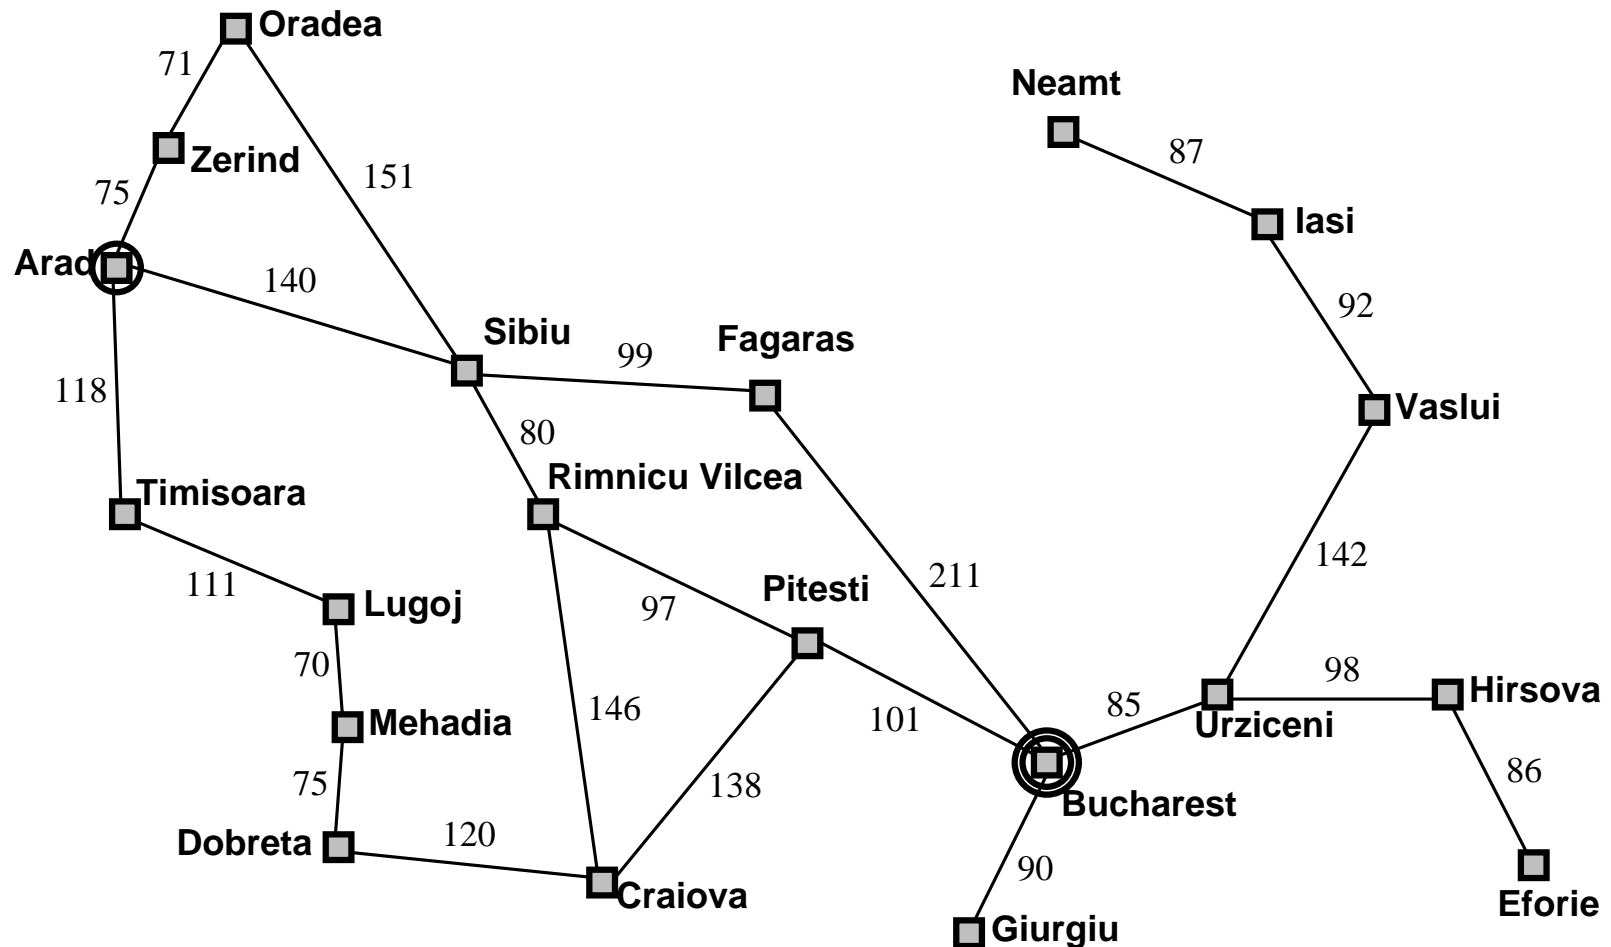 Oradea
71
Neamt
87
Zerind
151
75
Iasi
Arad
140
92
Sibiu
Fagaras
99
118
Vaslui
80
Rimnicu Vilcea
Timisoara
142
211
111
Pitesti
Lugoj
97
70
98
Hirsova
146
85
Mehadia
101
Urziceni
86
75
138
Bucharest
120
Dobreta
90
Craiova
Eforie
Giurgiu